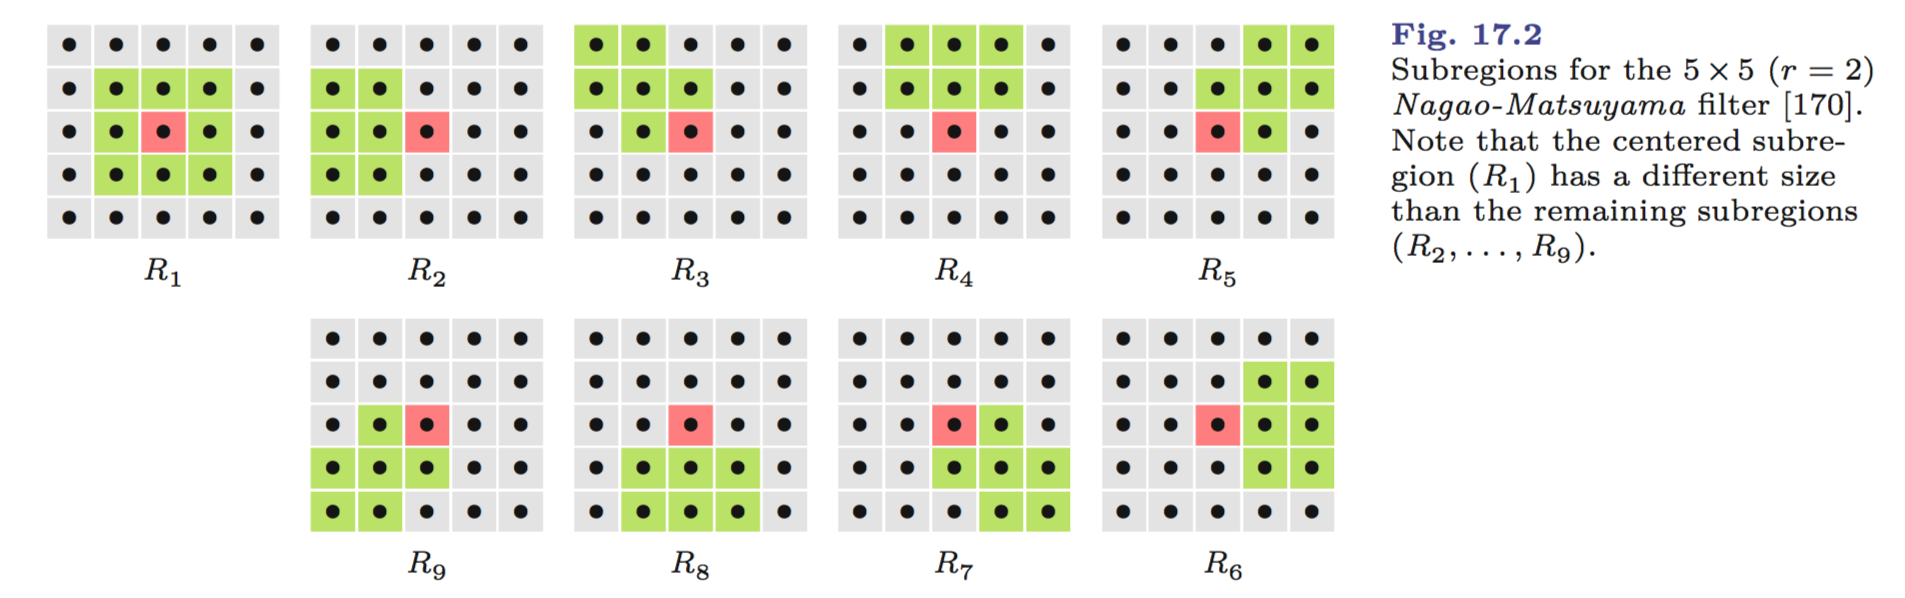 R1
R2
R3
R4
R5
Fig. 17.2
Subregions for the 5 × 5 (r = 2)
Nagao-Matsuyama filter [170].
Note that the centered subre-
gion (R1) has a different size
than the remaining subregions
(R2, . . . , R9).
R9
R8
R7
R6